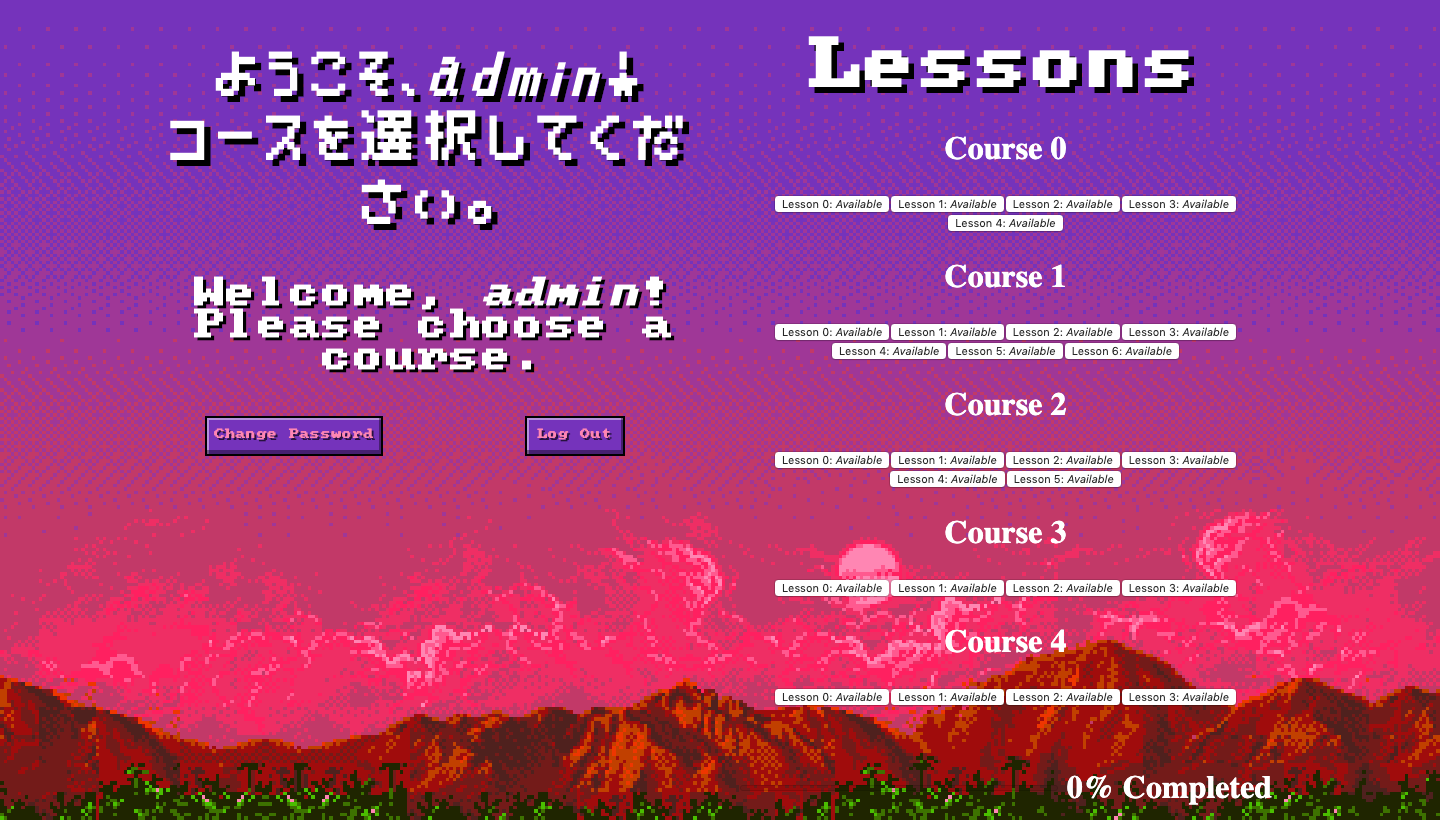 ようこそ、admin!
コースを選択してくだ
さい。
Welcome, admin!
Please choose a
course.
Change Password
Log Out
Lessons
Course 0
Lesson 0: Available Lesson 1: Available Lesson 2: Available Lesson 3: Available
Lesson 4: Available
Course 1
Lesson 0: Available Lesson 1: Available Lesson 2: Available Lesson 3: Available
Lesson 4: Available Lesson 5: Available Lesson 6: Available
Course 2
Lesson 0: Available Lesson 1: Available Lesson 2: Available Lesson 3: Available
Lesson 4: Available Lesson 5: Available
Course 3
Lesson 0: Available Lesson 1: Available Lesson 2: Available Lesson 3: Available
Course 4
Lesson 0: Available Lesson 1: Available Lesson 2: Available Lesson 3: Available
0% Completed